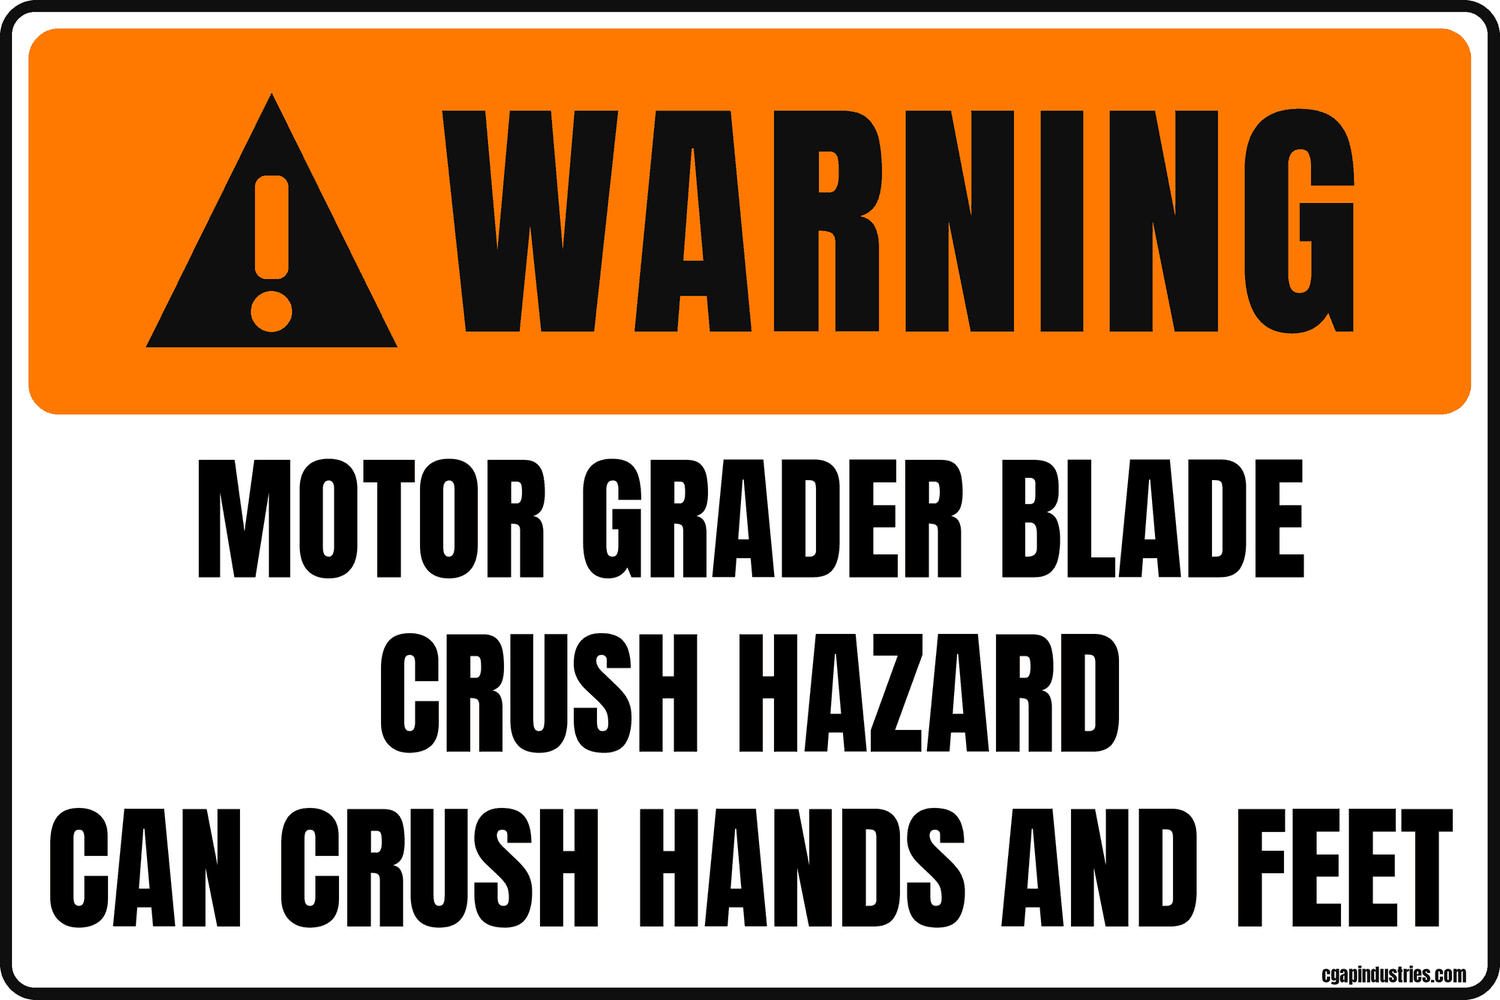 WARNING
MOTOR GRADER BLADE
CRUSH HAZARD
CAN CRUSH HANDS AND FEET
cgapindustries.com